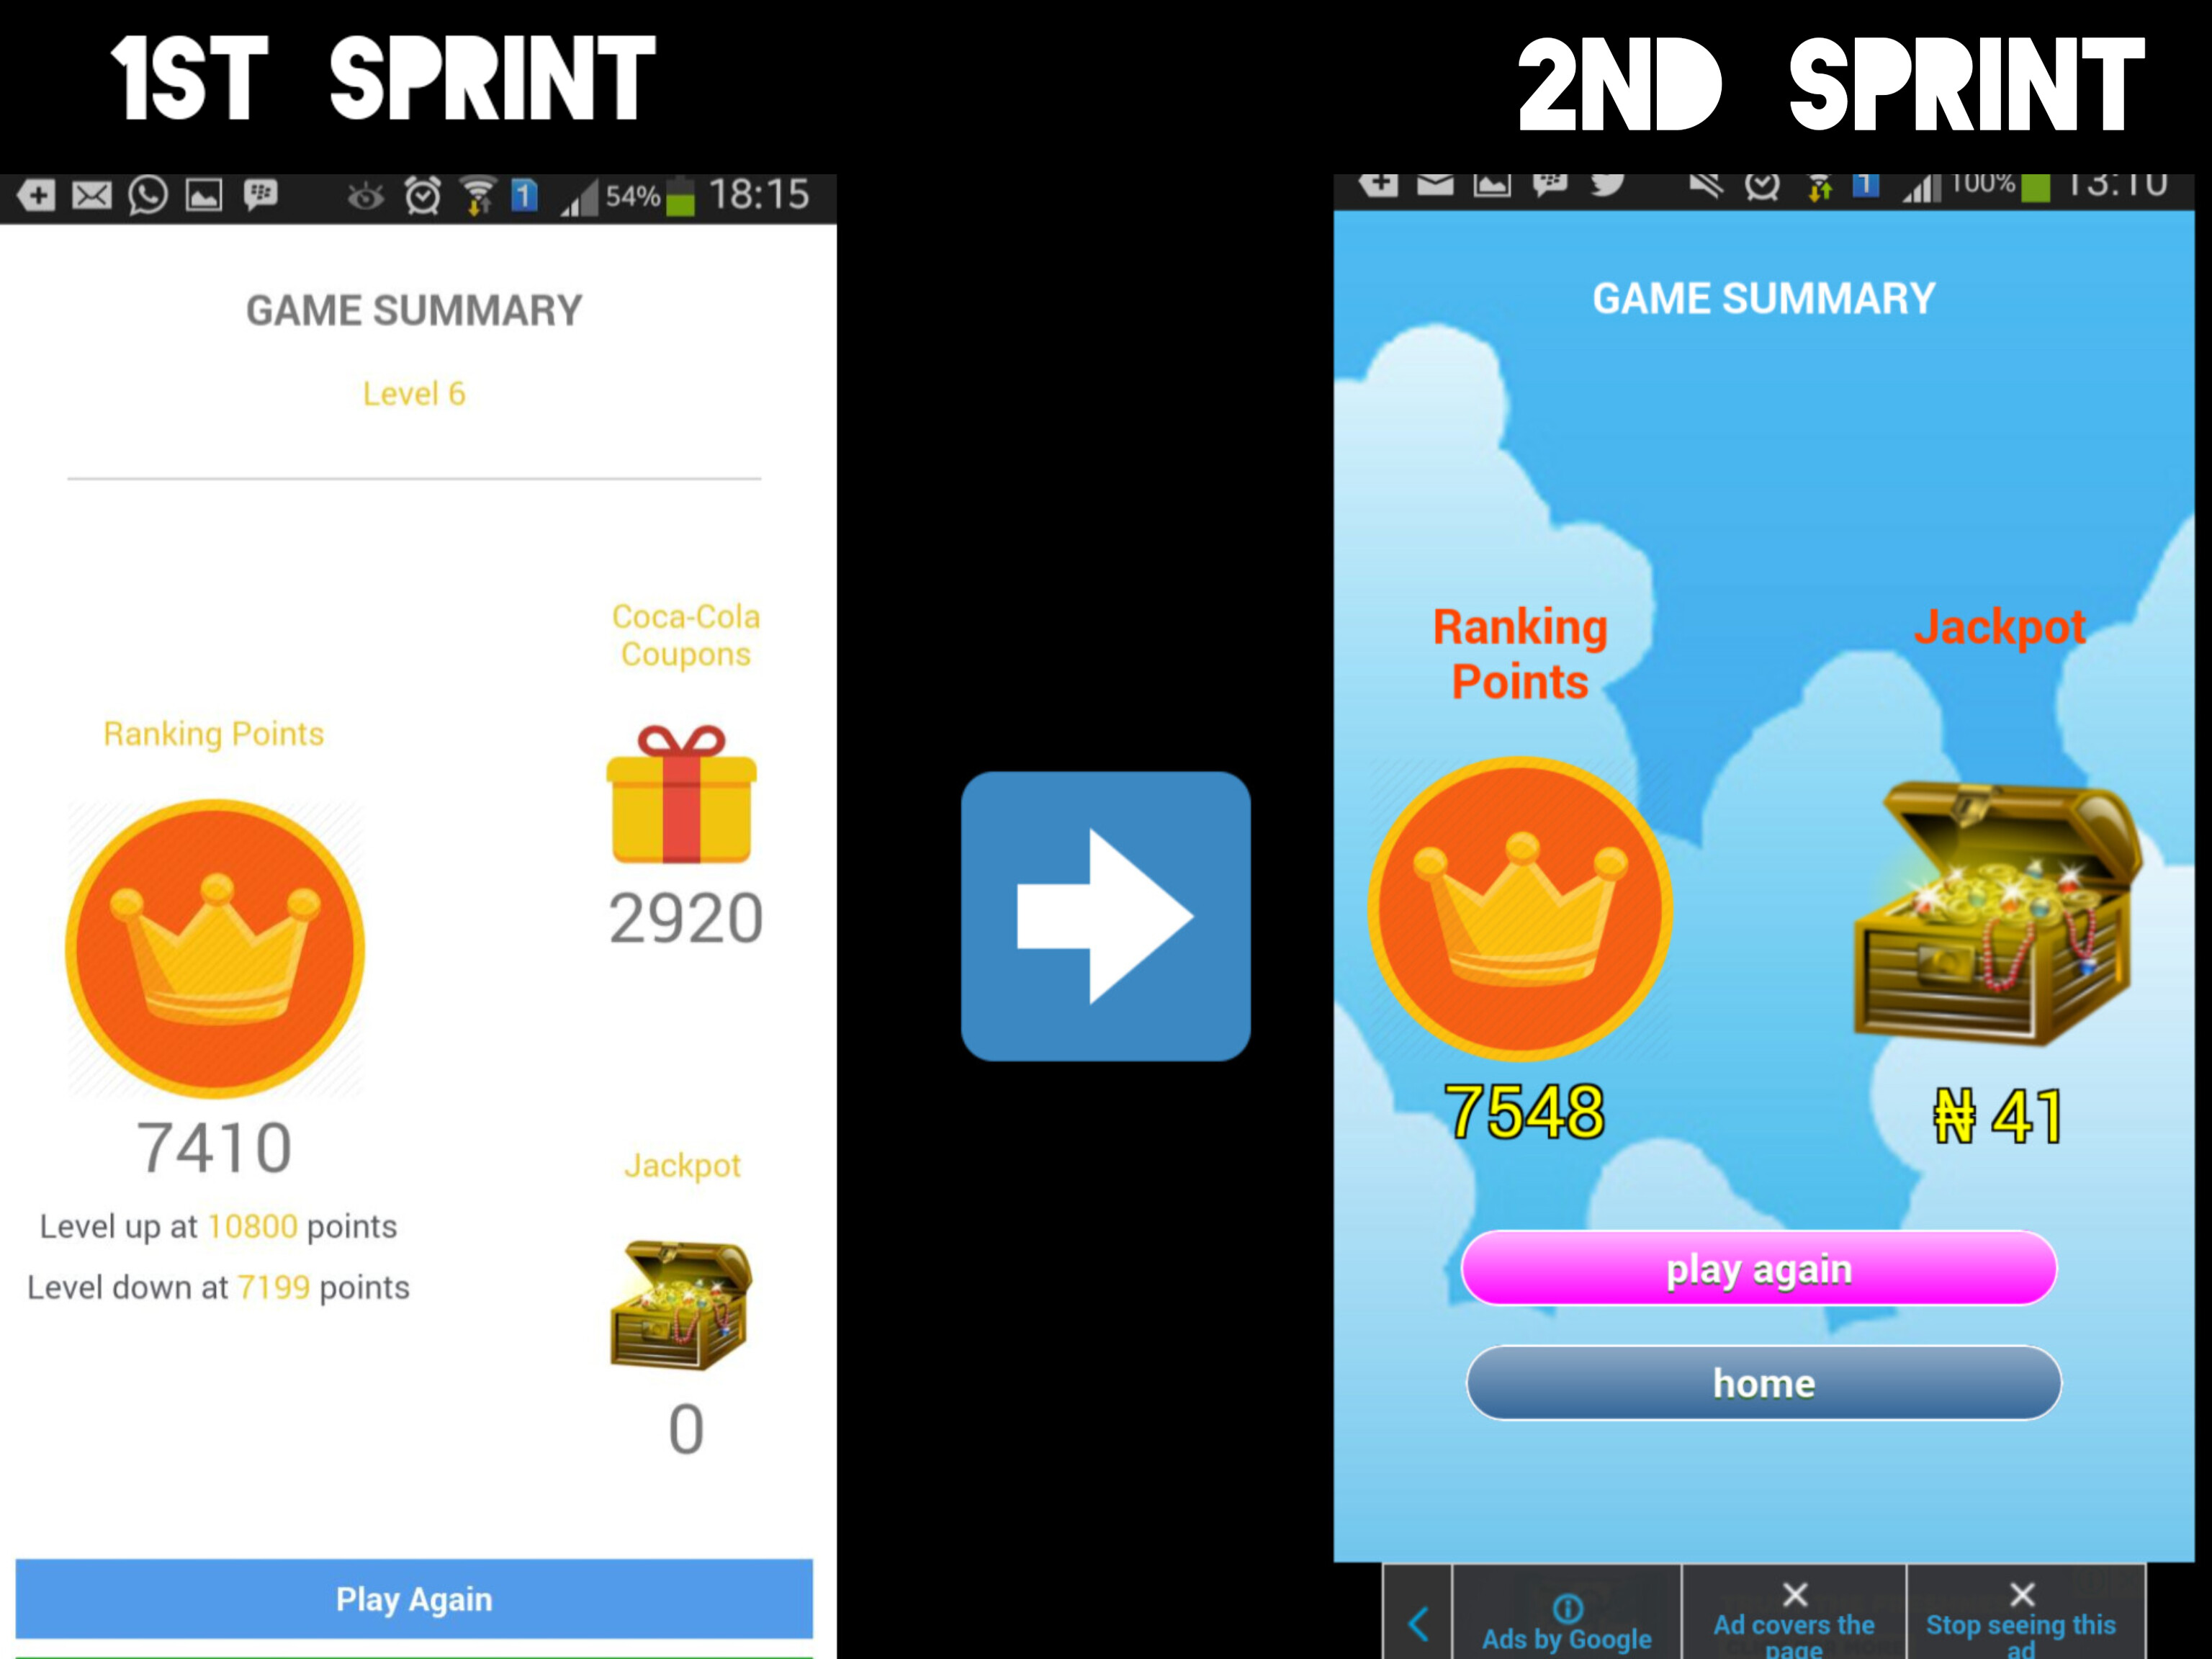 1ST SPRINT
2ND SPRINT
1 54% 18:15
GAME SUMMARY
Level 6
Coca-Cola
Coupons
Ranking Points
2920
7410
Level up at 10800 points
Level down at 7199 points
Jackpot
0
Play Again
1 100% 13:10
GAME SUMMARY
Ranking
Points
Jackpot
7548
₦ 41
play again
home
Ads by Google
Ad covers the
page
Stop seeing this
ad